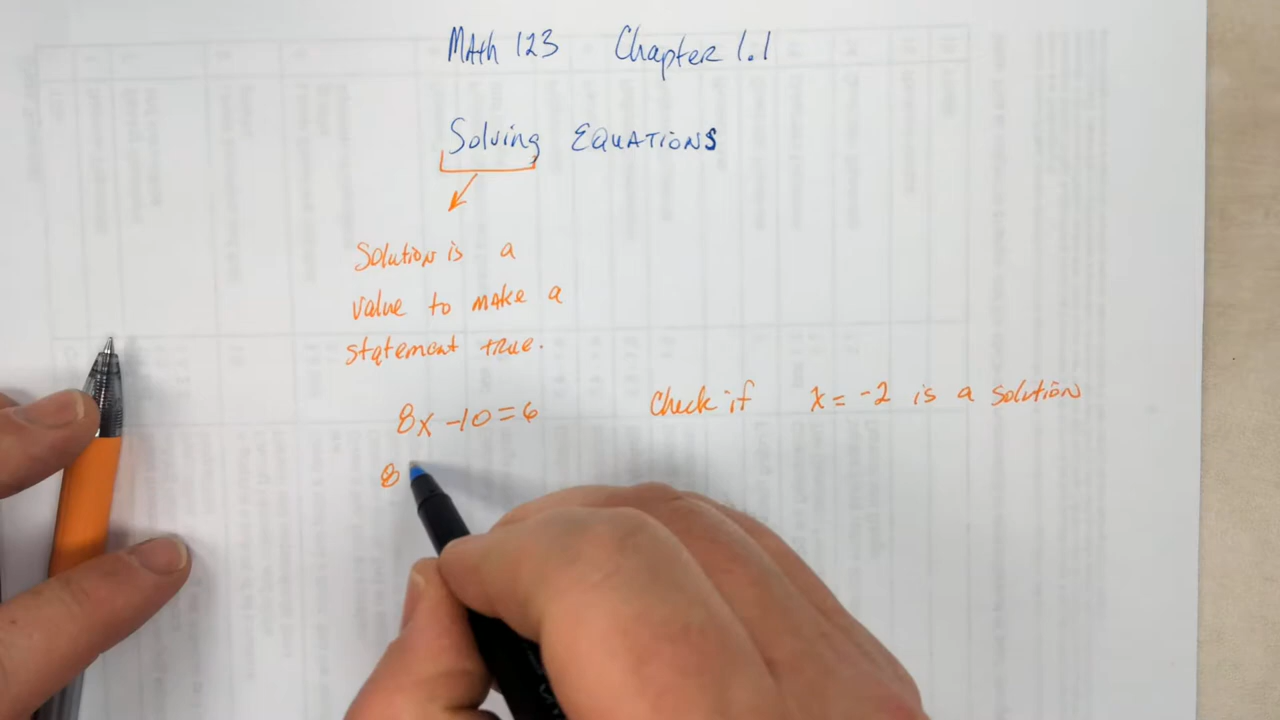 Math 123 Chapter 1.1
Solving EQUATIONS
Solution is a
value to make a
statement true.
8x -10 = 6 Check if x = -2 is a solution
8